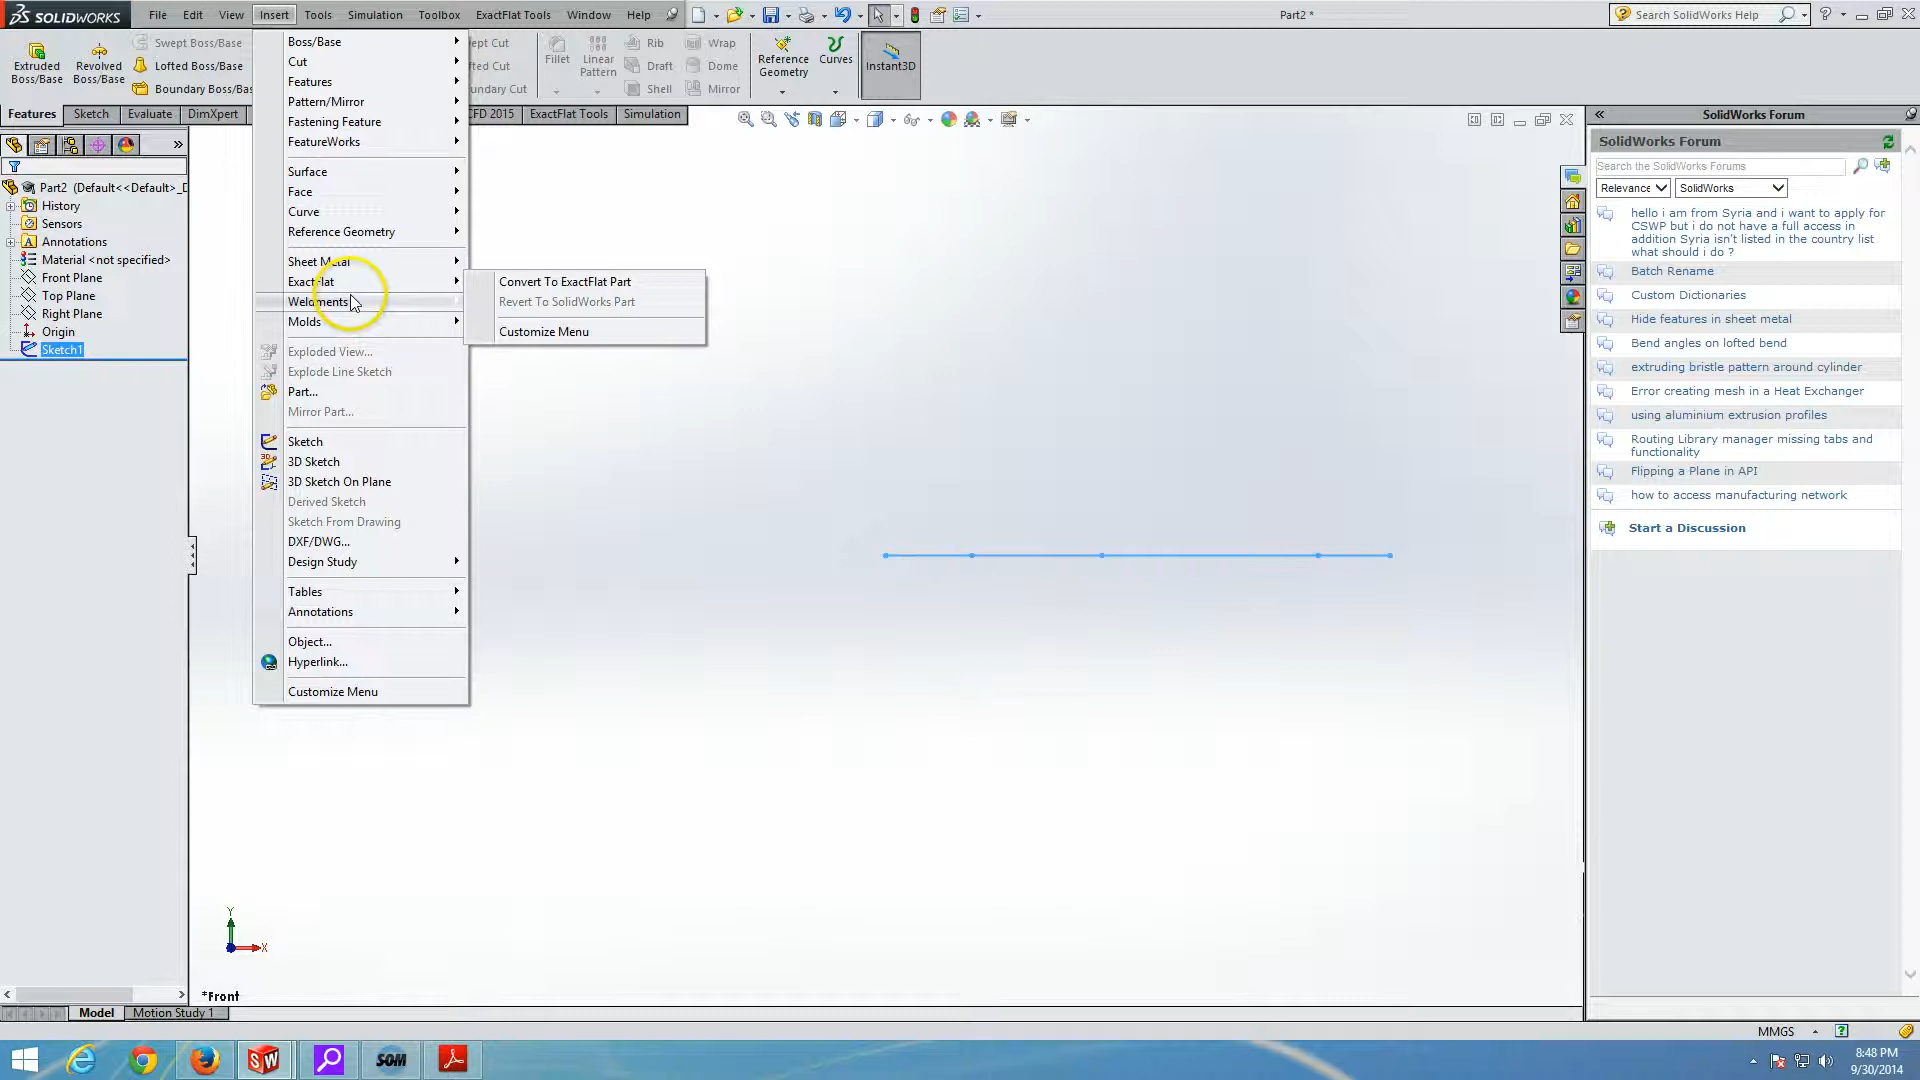 SOLIDWORKS
File Edit View Insert Tools Simulation Toolbox ExactFlat Tools Window Help
Part2 *
Search SolidWorks Help
Extruded Boss/Base
Revolved Boss/Base
Swept Boss/Base
Lofted Boss/Base
Boundary Boss/Bas
ept Cut
fted Cut
undary Cut
Fillet
Linear Pattern
Rib
Draft
Shell
Wrap
Dome
Mirror
Reference Geometry
Curves
Instant3D
Features Sketch Evaluate DimXpert
CFD 2015 ExactFlat Tools Simulation
Part2 (Default<<Default>_D
History
Sensors
Annotations
Material <not specified>
Front Plane
Top Plane
Right Plane
Origin
Sketch1
Boss/Base
Cut
Features
Pattern/Mirror
Fastening Feature
FeatureWorks
Surface
Face
Curve
Reference Geometry
Sheet Metal
ExactFlat
Weldments
Molds
Exploded View...
Explode Line Sketch
Part...
Mirror Part...
Sketch
3D Sketch
3D Sketch On Plane
Derived Sketch
Sketch From Drawing
DXF/DWG...
Design Study
Tables
Annotations
Object...
Hyperlink...
Customize Menu
Convert To ExactFlat Part
Revert To SolidWorks Part
Customize Menu
SolidWorks Forum
SolidWorks Forum
Search the SolidWorks Forums
Relevance SolidWorks
hello i am from Syria and i want to apply for
CSWP but i do not have a full access in
addition Syria isn't listed in the country list
what should i do ?
Batch Rename
Custom Dictionaries
Hide features in sheet metal
Bend angles on lofted bend
extruding bristle pattern around cylinder
Error creating mesh in a Heat Exchanger
using aluminium extrusion profiles
Routing Library manager missing tabs and
functionality
Flipping a Plane in API
how to access manufacturing network
Start a Discussion
Y
X
*Front
Model Motion Study 1
MMGS
SW
SOM
8:48 PM
9/30/2014